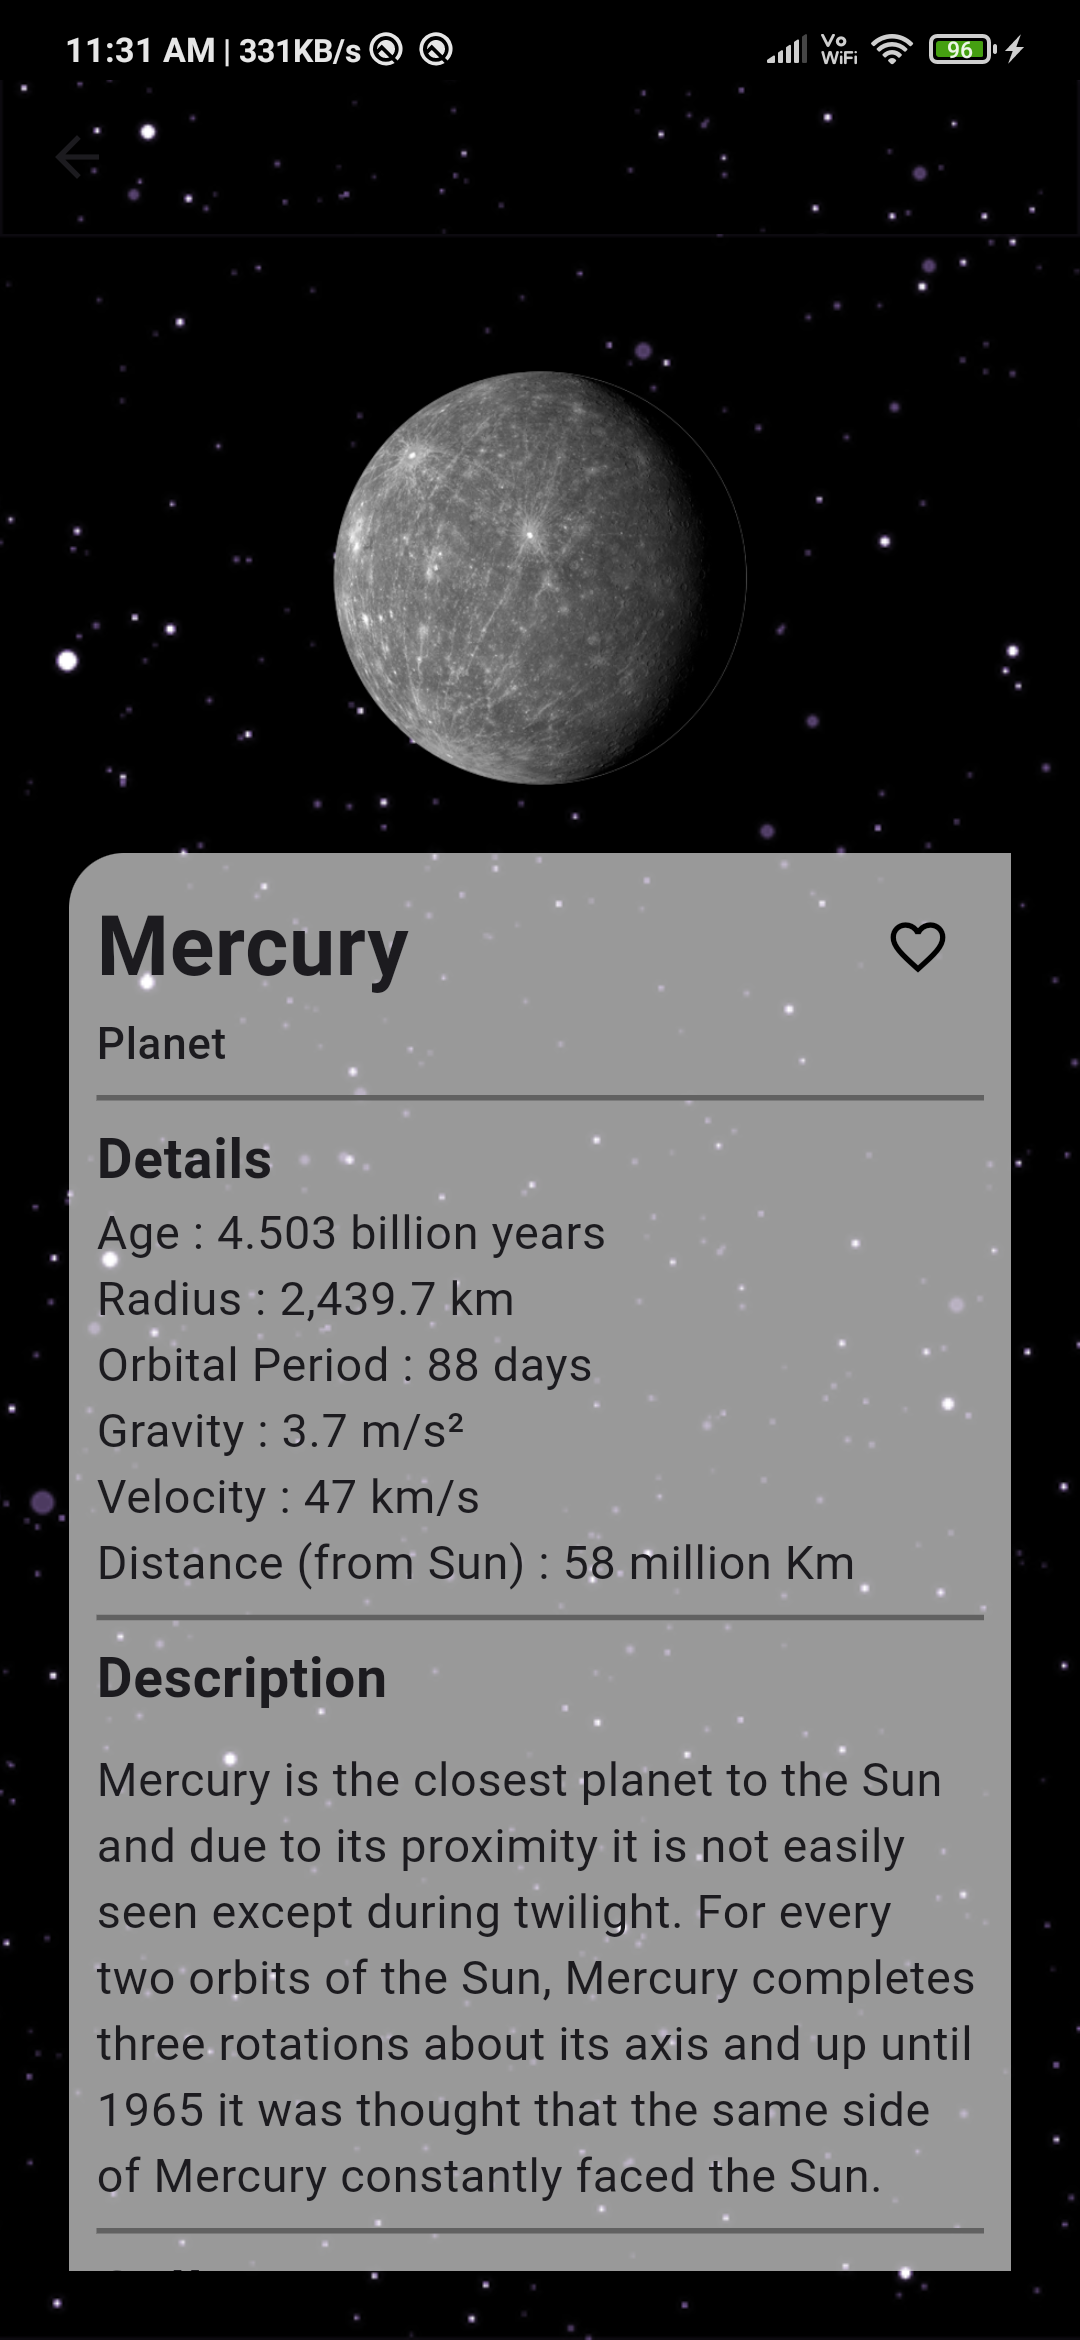 11:31 AM | 331KB/s
Vo
WiFi
96
Mercury
Planet
Details
Age : 4.503 billion years
Radius : 2,439.7 km
Orbital Period : 88 days
Gravity : 3.7 m/s²
Velocity : 47 km/s
Distance (from Sun) : 58 million Km
Description
Mercury is the closest planet to the Sun
and due to its proximity it is not easily
seen except during twilight. For every
two orbits of the Sun, Mercury completes
three rotations about its axis and up until
1965 it was thought that the same side
of Mercury constantly faced the Sun.